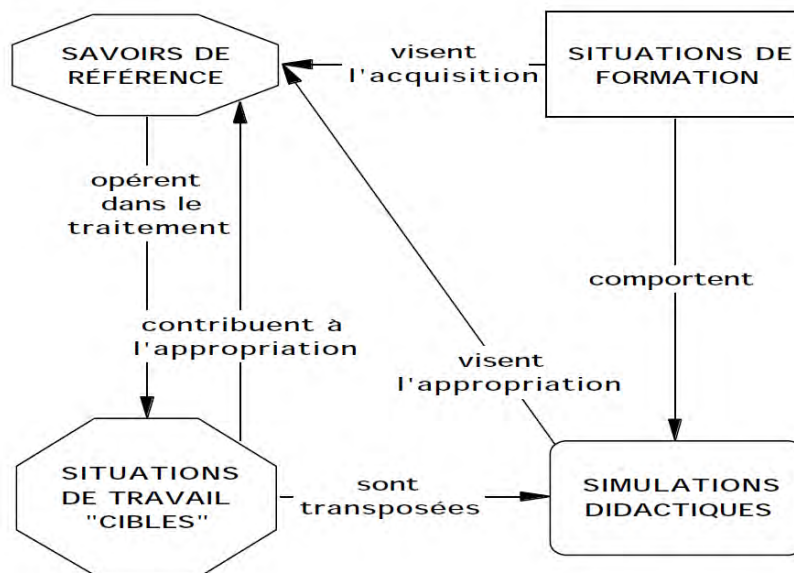 SAVOIRS DE
RÉFÉRENCE
visent
l'acquisition
SITUATIONS DE
FORMATION
opérent
dans le
traitement
comportent
contribuent à
l'appropriation
visent
l'appropriation
SITUATIONS
DE TRAVAIL
"CIBLES"
sont
transposées
SIMULATIONS
DIDACTIQUES